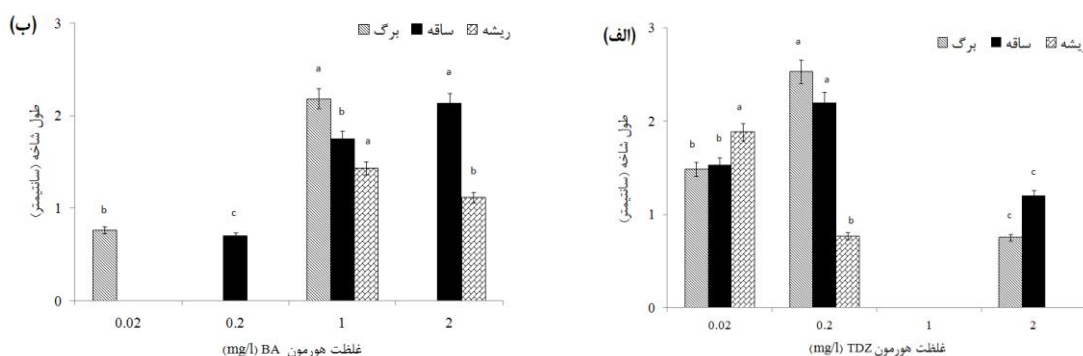 (الف)
برگ ساقه ریشه
طول شاخه (سانتیمتر)
3
2
1
0
b b a
a a b
c c
0.02 0.2 1 2
غلظت هورمون TDZ (mg/l)
(ب)
برگ ساقه ریشه
طول شاخه (سانتیمتر)
3
2
1
0
b
c
a b a
a b
0.02 0.2 1 2
غلظت هورمون BA (mg/l)